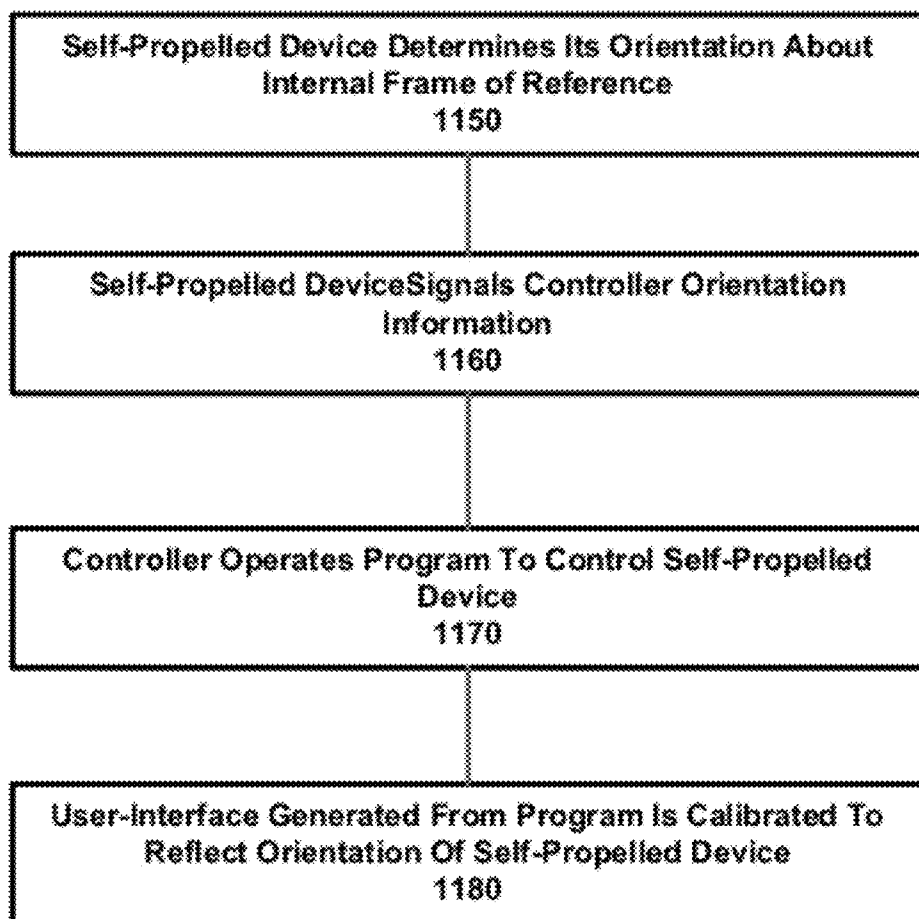 Self-Propelled Device Determines Its Orientation About
Internal Frame of Reference
1150
Self-Propelled DeviceSignals Controller Orientation
Information
1160
Controller Operates Program To Control Self-Propelled
Device
1170
User-Interface Generated From Program Is Calibrated To
Reflect Orientation Of Self-Propelled Device
1180